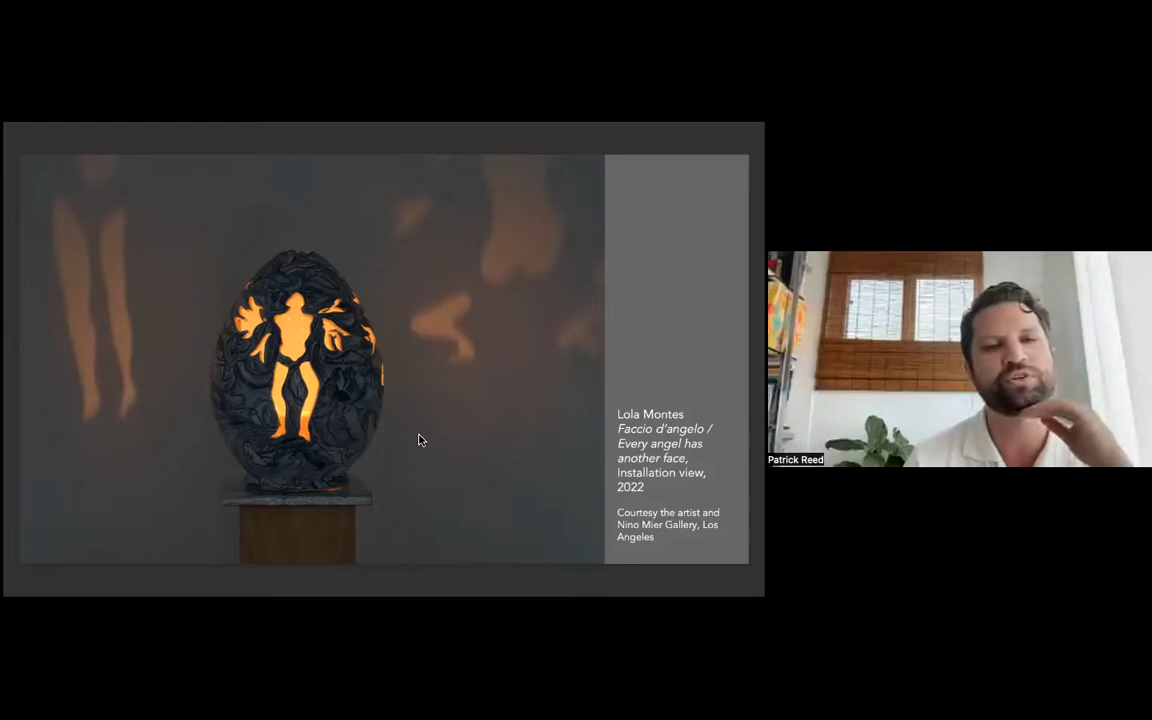 Lola Montes
Faccio d'angelo /
Every angel has
another face,
Installation view,
2022
Courtesy the artist and
Nino Mier Gallery, Los
Angeles
Patrick Reed